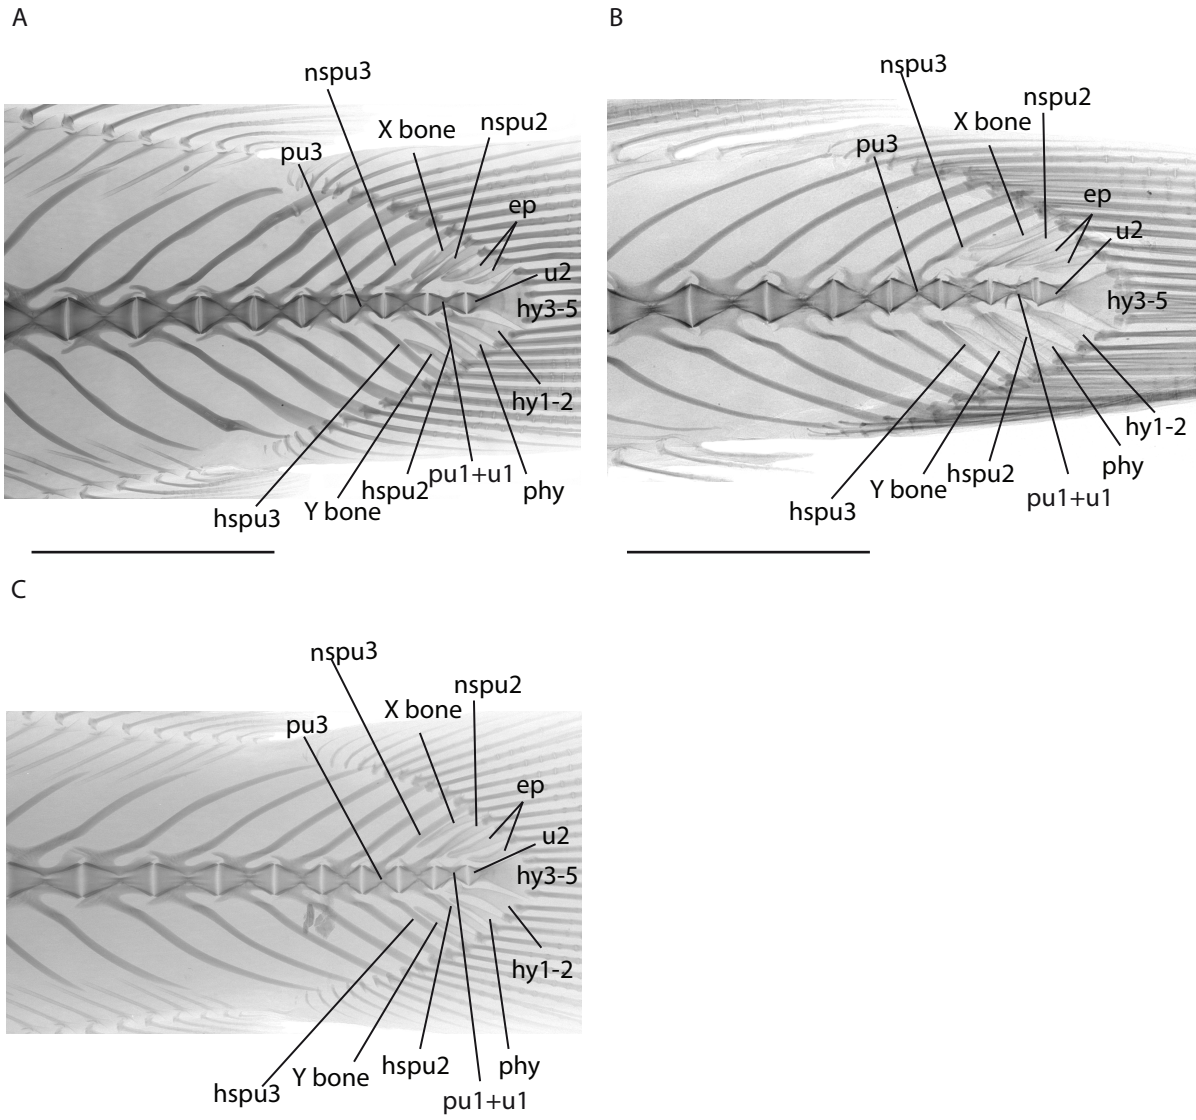 A
nspu3
X bone
nspu2
pu3
ep
u2
hy3-5
hy1-2
pu1+u1
hspu2
phy
Y bone
hspu3
B
nspu3
nspu2
X bone
pu3
ep
u2
hy3-5
hy1-2
phy
hspu2
Y bone
pu1+u1
hspu3
C
nspu3
nspu2
X bone
pu3
ep
u2
hy3-5
hy1-2
hspu2
phy
Y bone
hspu3
pu1+u1